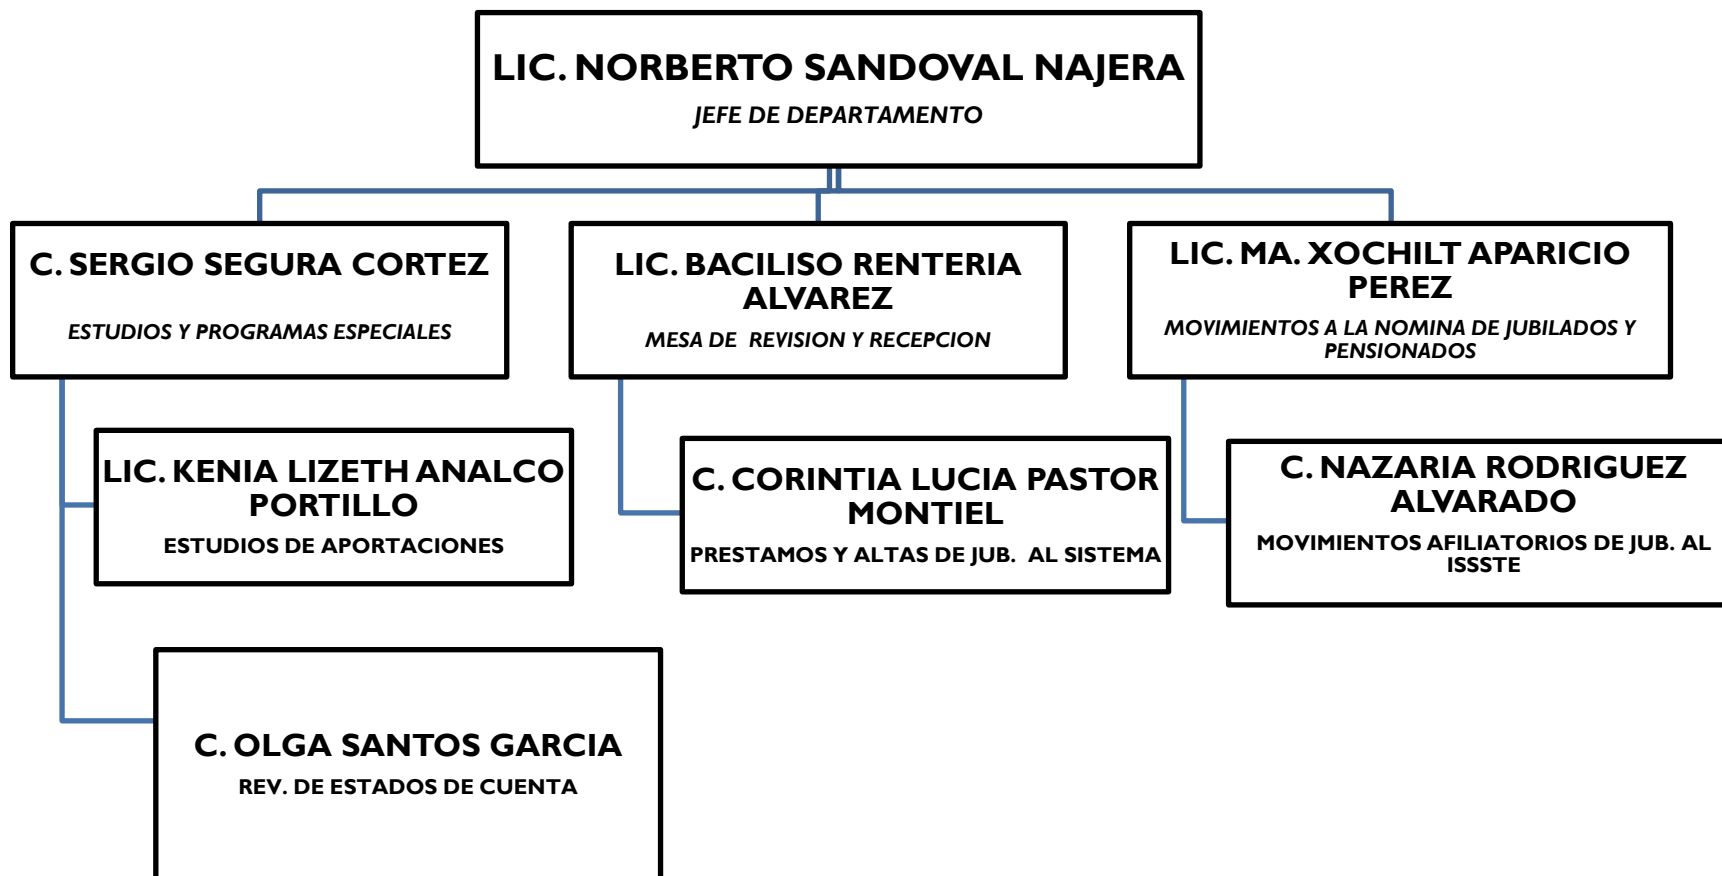 LIC. NORBERTO SANDOVAL NAJERA
JEFE DE DEPARTAMENTO
C. SERGIO SEGURA CORTEZ
ESTUDIOS Y PROGRAMAS ESPECIALES
LIC. BACILISO RENTERIA
ALVAREZ
MESA DE REVISION Y RECEPCION
LIC. MA. XOCHILT APARICIO
PEREZ
MOVIMIENTOS A LA NOMINA DE JUBILADOS Y
PENSIONADOS
LIC. KENIA LIZETH ANALCO
PORTILLO
ESTUDIOS DE APORTACIONES
C. CORINTIA LUCIA PASTOR
MONTIEL
PRESTAMOS Y ALTAS DE JUB. AL SISTEMA
C. NAZARIA RODRIGUEZ
ALVARADO
MOVIMIENTOS AFILIATORIOS DE JUB. AL
ISSSTE
C. OLGA SANTOS GARCIA
REV. DE ESTADOS DE CUENTA